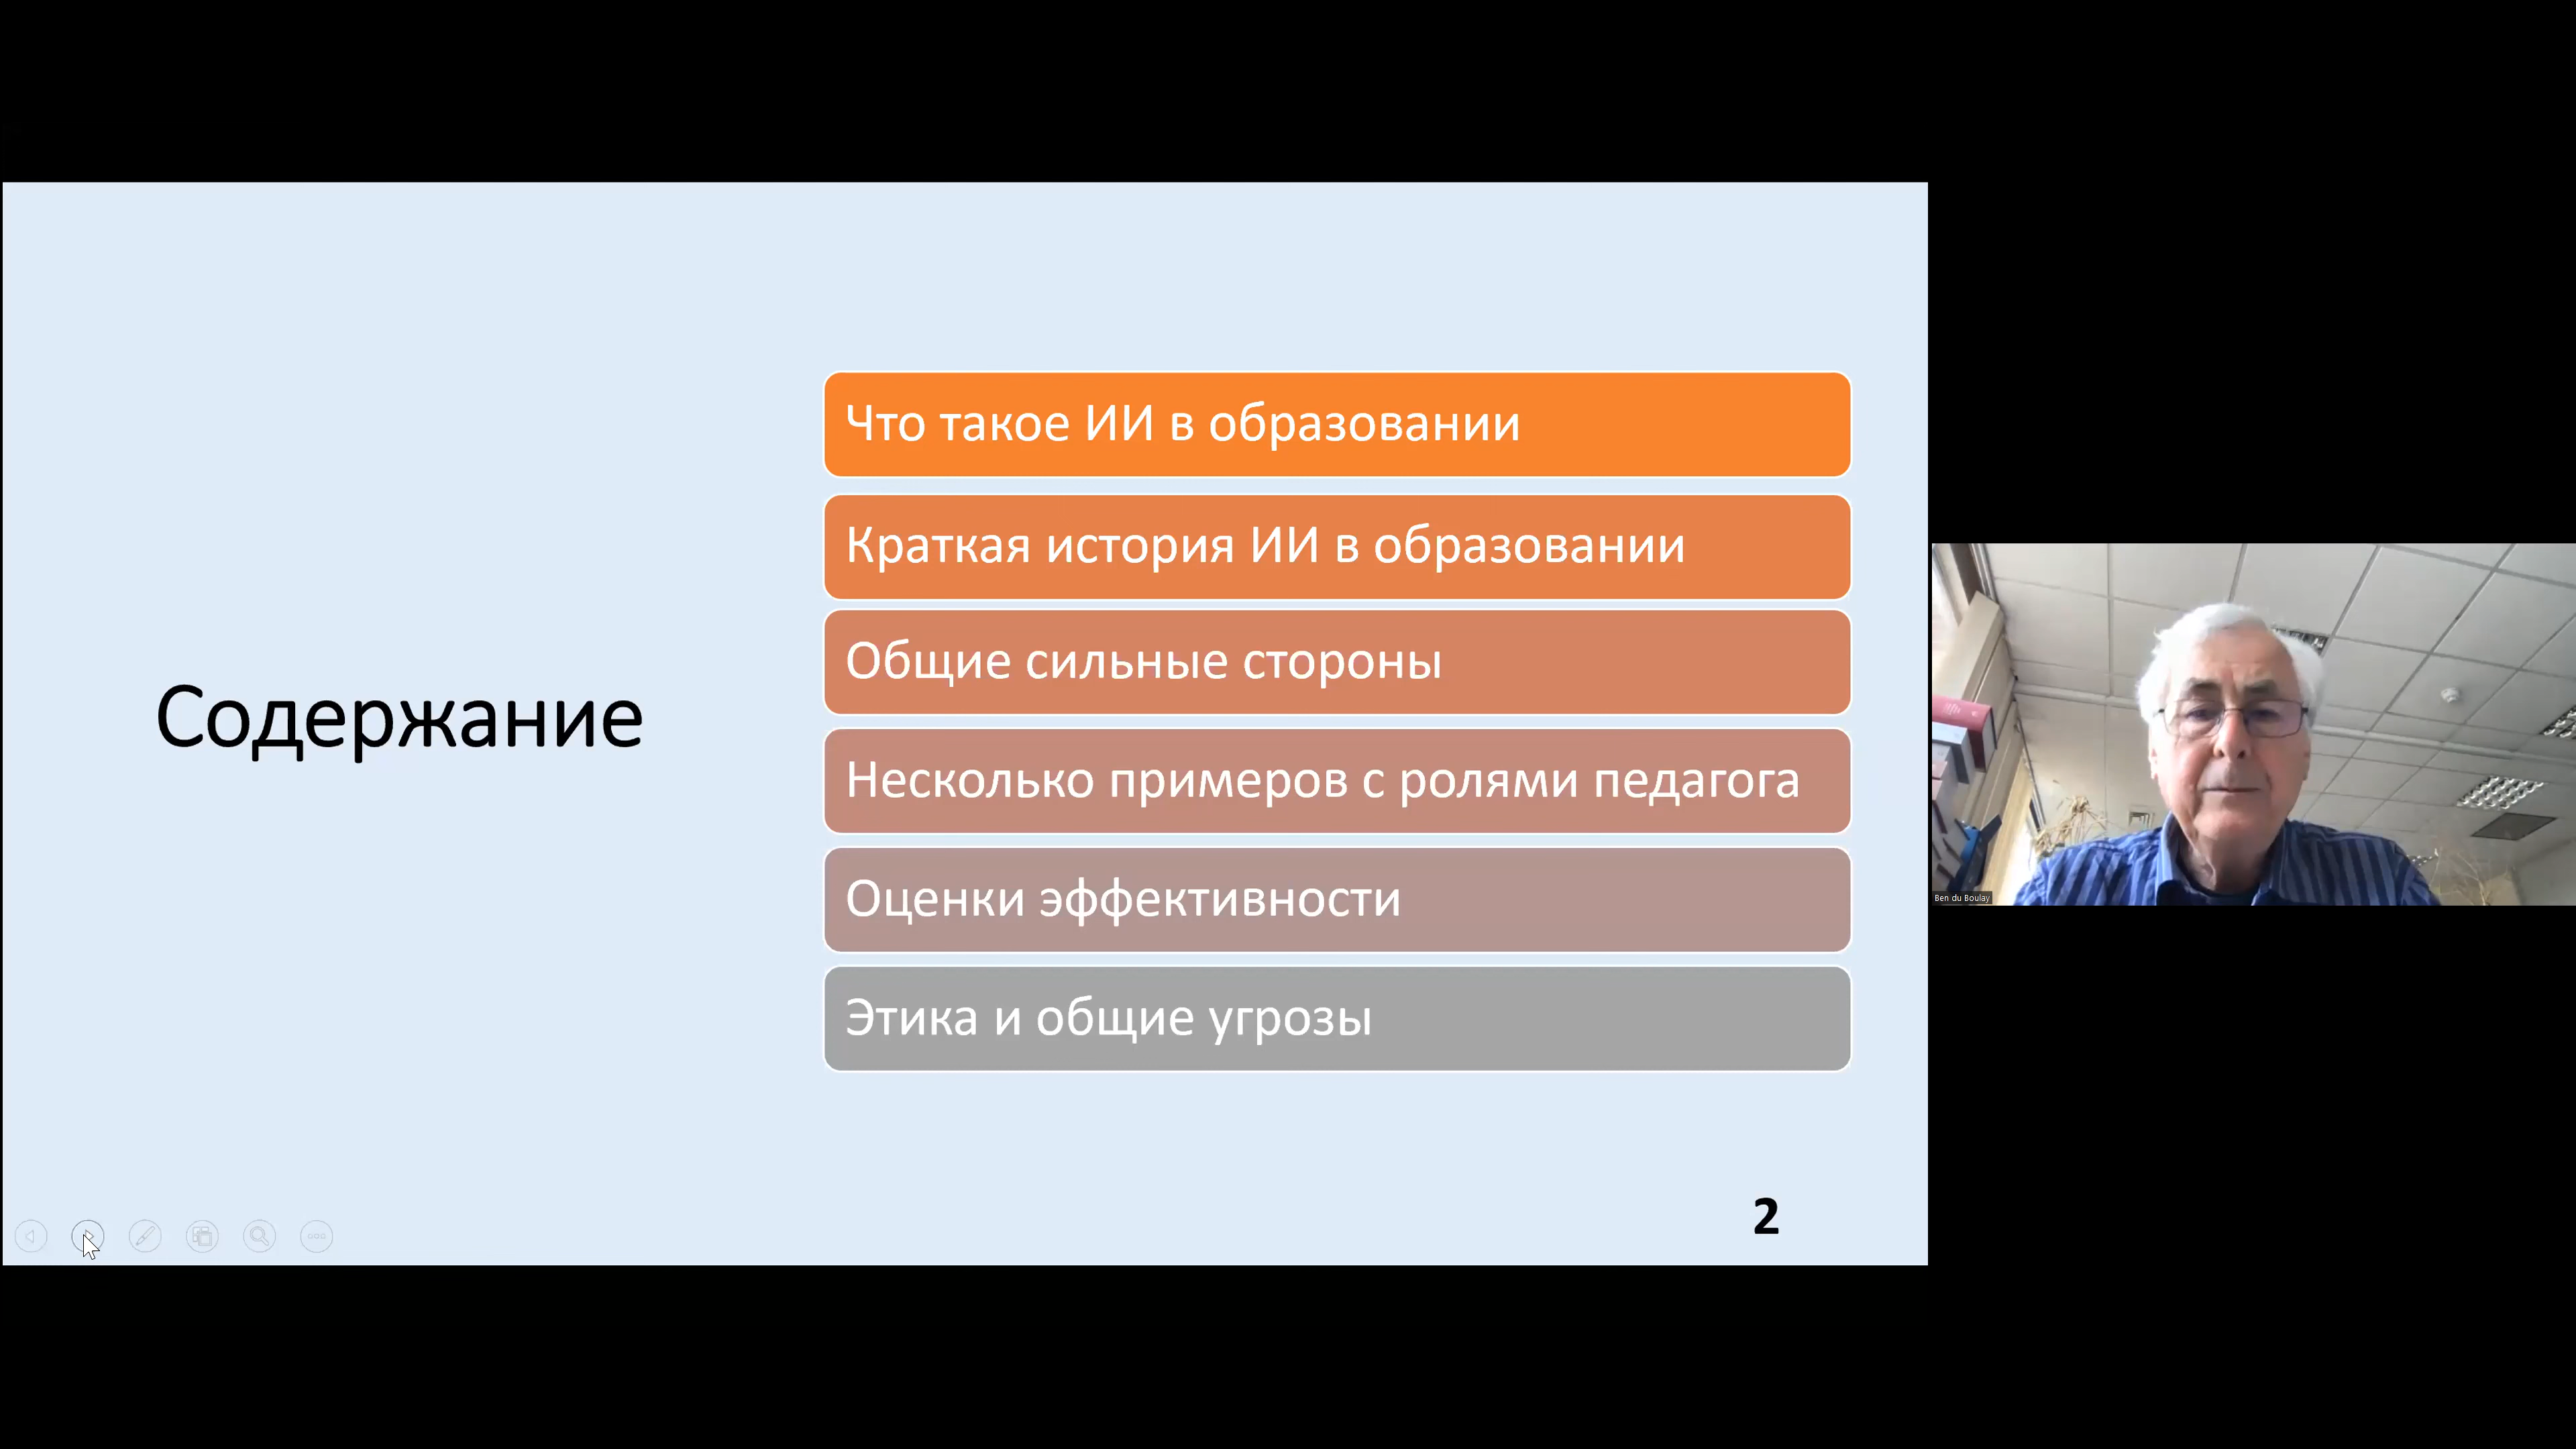 Содержание
Что такое ИИ в образовании
Краткая история ИИ в образовании
Общие сильные стороны
Несколько примеров с ролями педагога
Оценки эффективности
Этика и общие угрозы
2
Ben du Boulay